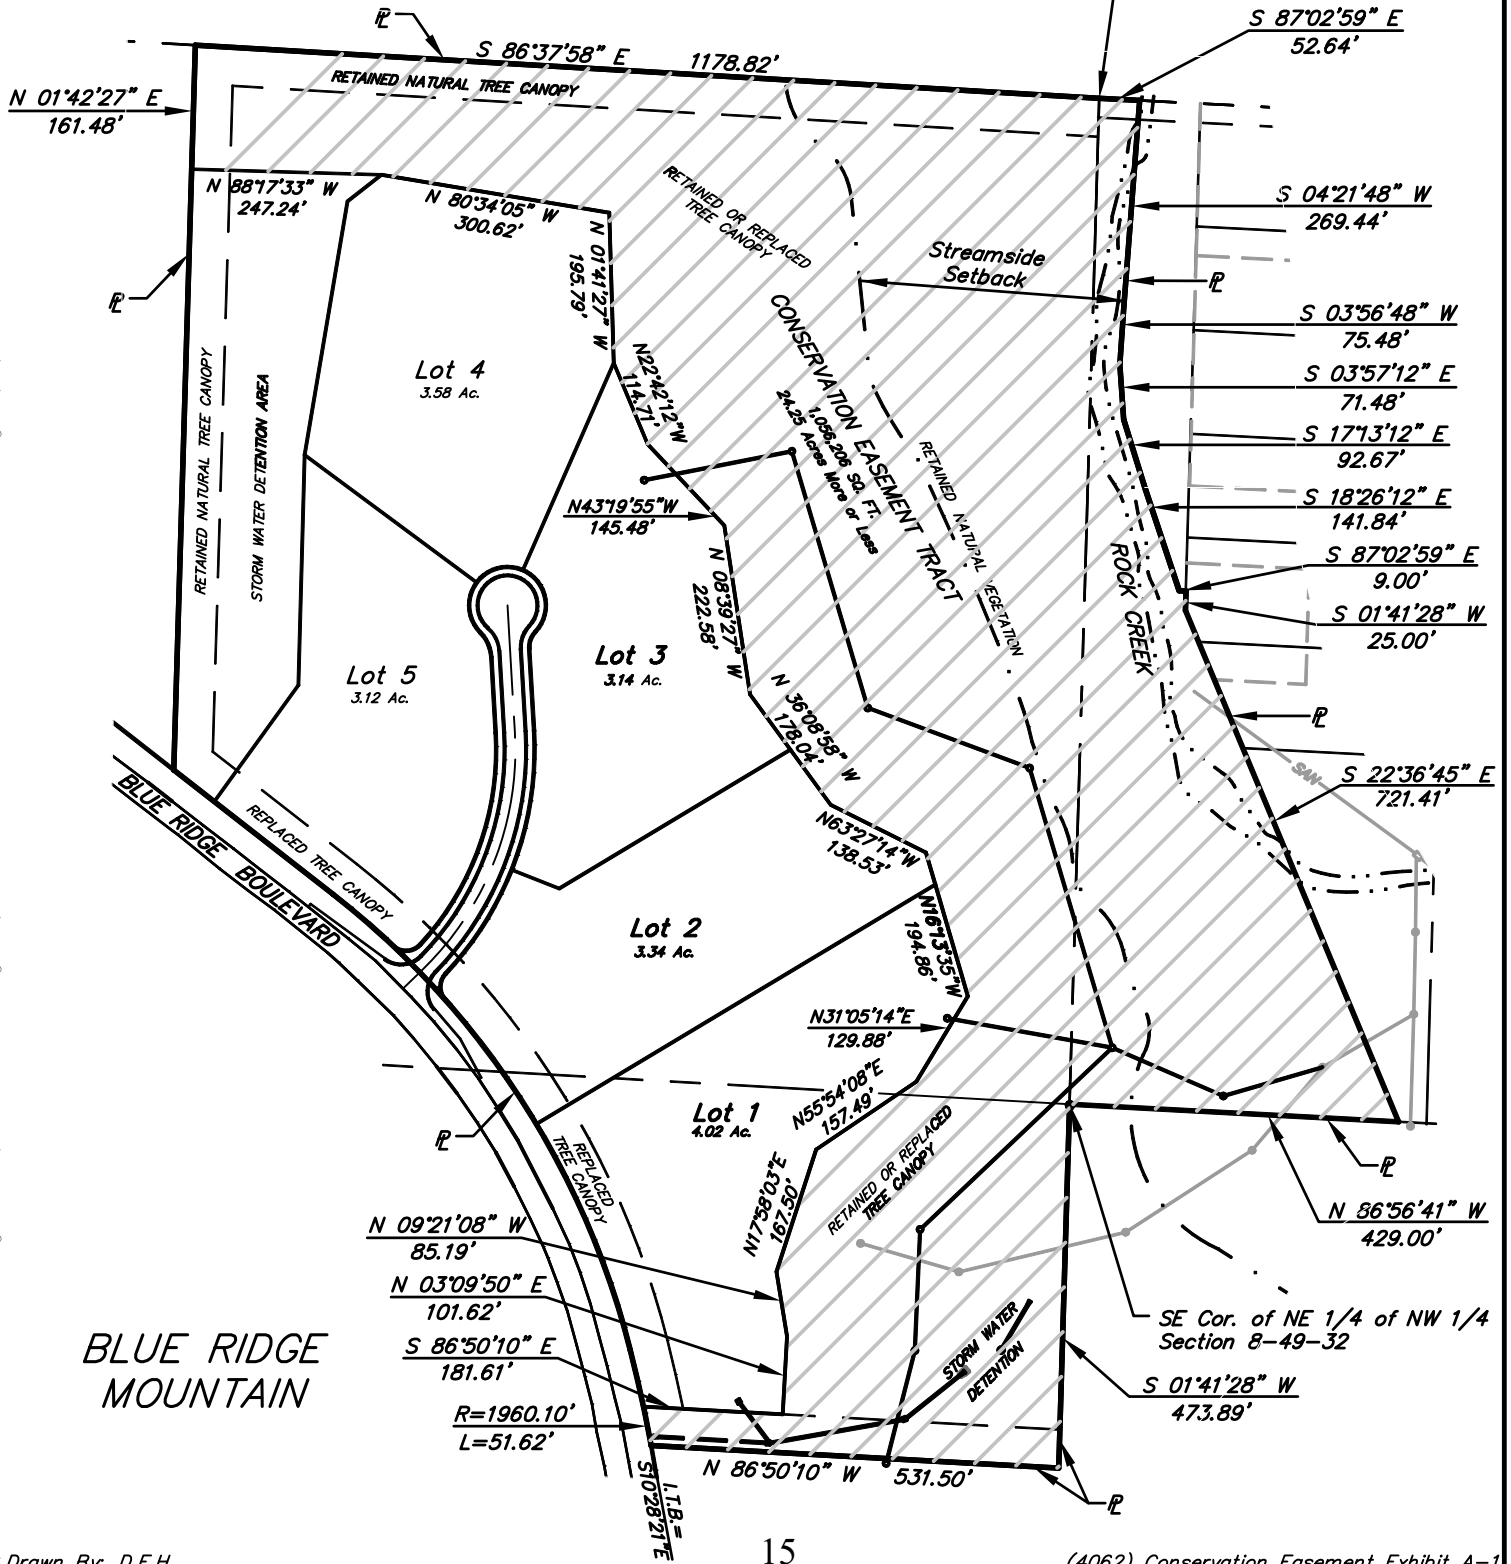 S 87°02'59" E
52.64'
S 86°37'58" E 1178.82'
RETAINED NATURAL TREE CANOPY
N 01°42'27" E
161.48'
N 88°17'33" W
247.24'
N 80°34'05" W
300.62'
N 01°41'27" W
195.79'
RETAINED OR REPLACED
TREE CANOPY
Streamside
Setback
S 04°21'48" W
269.44'
S 03°56'48" W
75.48'
S 03°57'12" E
71.48'
S 17°13'12" E
92.67'
S 18°26'12" E
141.84'
S 87°02'59" E
9.00'
S 01°41'28" W
25.00'
S 22°36'45" E
721.41'
SAN
Lot 4
3.58 Ac.
N22°42'12"W
114.71'
CONSERVATION EASEMENT TRACT
1,056,206 SQ. FT.
24.25 Acres More or Less
RETAINED NATURAL VEGETATION
ROCK CREEK
RETAINED NATURAL TREE CANOPY
STORM WATER DETENTION AREA
N43°19'55"W
145.48'
N 08°39'27" W
222.58'
Lot 3
3.14 Ac.
Lot 5
3.12 Ac.
N 36°08'58" W
178.04'
N63°27'14"W
138.53'
BLUE RIDGE BOULEVARD
REPLACED TREE CANOPY
Lot 2
3.34 Ac.
N16°13'35"W
194.86'
N31°05'14"E
129.88'
Lot 1
4.02 Ac.
N55°54'08"E
157.49'
REPLACED
TREE CANOPY
N17°58'03"E
167.50'
RETAINED OR REPLACED
TREE CANOPY
N 86°56'41" W
429.00'
N 09°21'08" W
85.19'
N 03°09'50" E
101.62'
S 86°50'10" E
181.61'
R=1960.10'
L=51.62'
SE Cor. of NE 1/4 of NW 1/4
Section 8-49-32
S 01°41'28" W
473.89'
STORM WATER
DETENTION
BLUE RIDGE
MOUNTAIN
N 86°50'10" W 531.50'
I.T.B.=
S10°28'21"E
15
Drawn By: D.E.H.
(4062) Conservation Easement Exhibit A-1